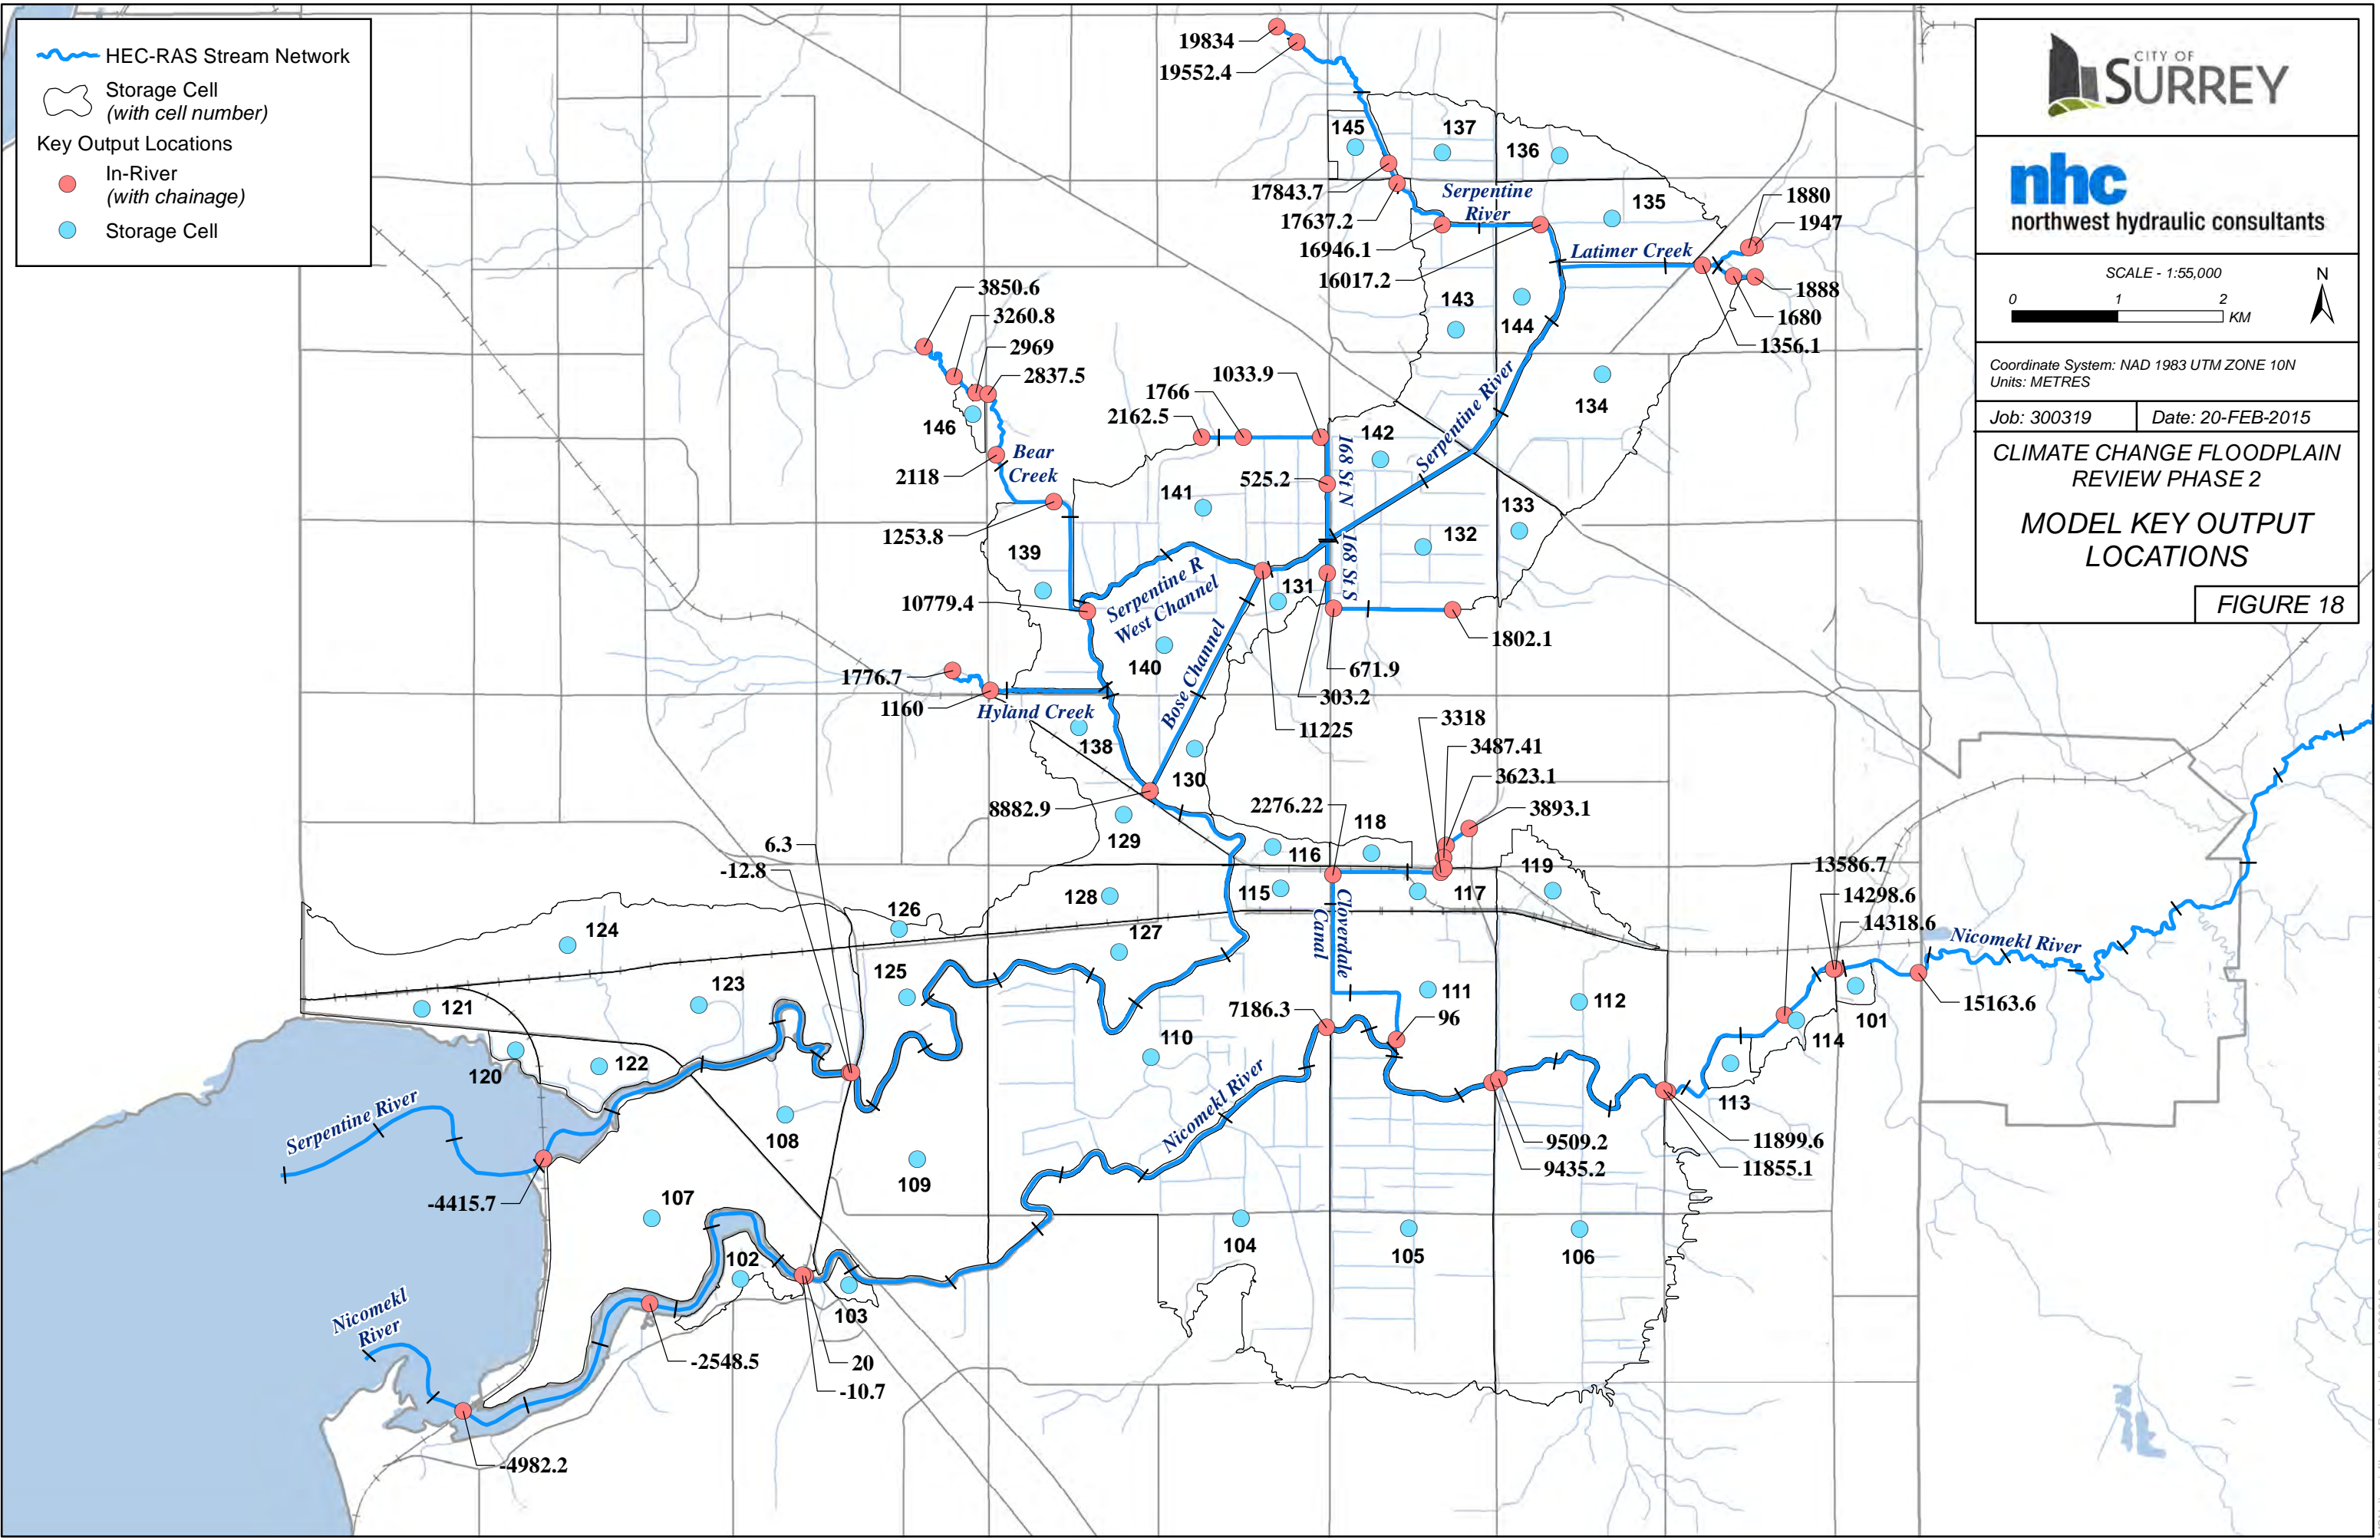 HEC-RAS Stream Network
Storage Cell
(with cell number)
Key Output Locations
In-River
(with chainage)
Storage Cell
CITY OF
SURREY
nhc
northwest hydraulic consultants
SCALE - 1:55,000
N
0 1 2
KM
Coordinate System: NAD 1983 UTM ZONE 10N
Units: METRES
Job: 300319 Date: 20-FEB-2015
CLIMATE CHANGE FLOODPLAIN
REVIEW PHASE 2
MODEL KEY OUTPUT
LOCATIONS
FIGURE 18
19834
19552.4
145
137
136
17843.7
17637.2
Serpentine
River
135
1880
1947
16946.1
16017.2
Latimer Creek
1888
1680
1356.1
143
144
3850.6
3260.8
2969
2837.5
146
2118
Bear
Creek
1253.8
1033.9
1766
2162.5
142
168 St N
525.2
Serpentine River
134
141
133
132
139
168 St S
131
10779.4
Serpentine R
West Channel
1802.1
140
Bose Channel
671.9
303.2
11225
1776.7
1160
Hyland Creek
138
130
8882.9
129
3318
3487.41
3623.1
3893.1
2276.22
118
116
119
115
117
Cloverdale
Canal
6.3
-12.8
128
126
124
127
125
123
121
122
120
13586.7
14298.6
14318.6
Nicomekl River
15163.6
101
114
113
111
112
7186.3
96
110
Nicomekl River
9509.2
9435.2
11899.6
11855.1
Serpentine River
108
109
-4415.7
107
102
103
104
105
106
Nicomekl
River
-2548.5
20
-10.7
-4982.2